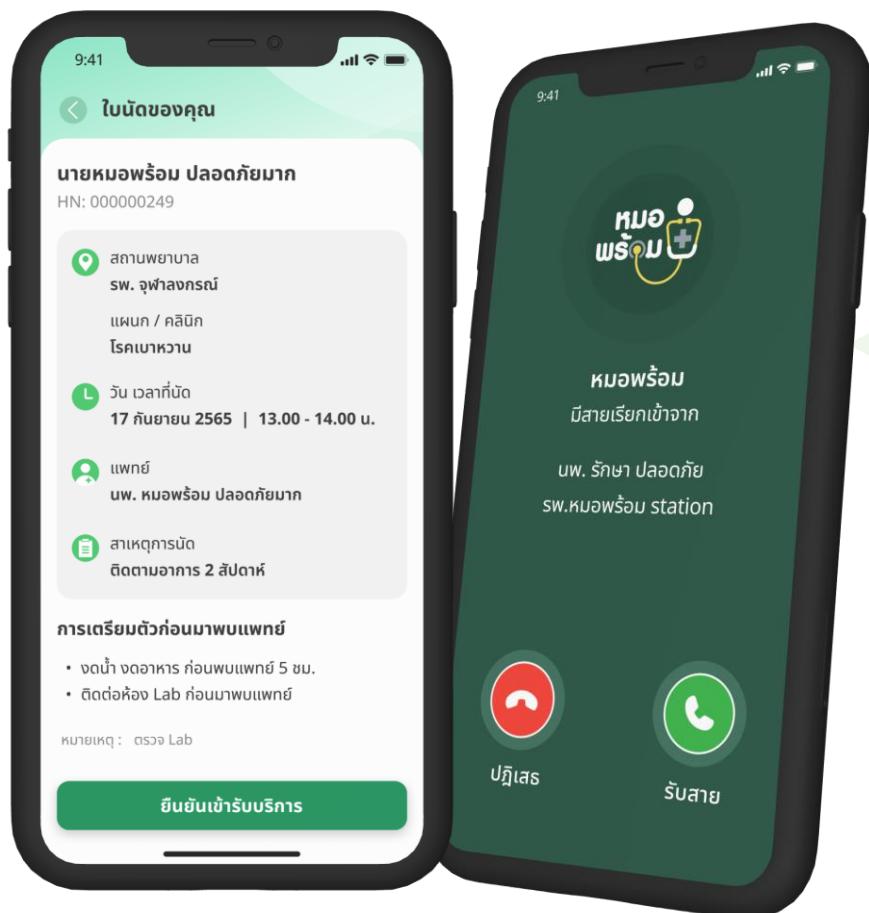 9:41
ใบนัดของคุณ
นายหมอพร้อม ปลอดภัยมาก
HN: 000000249
สถานพยาบาล
รพ. จุฬาลงกรณ์
แผนก / คลินิก
โรคเบาหวาน
วัน เวลาที่นัด
17 กันยายน 2565 | 13.00 - 14.00 น.
แพทย์
นพ. หมอพร้อม ปลอดภัยมาก
สาเหตุการนัด
ติดตามอาการ 2 สัปดาห์
การเตรียมตัวก่อนมาพบแพทย์
• งดน้ำ งดอาหาร ก่อนพบแพทย์ 5 ชม.
• ติดต่อห้อง Lab ก่อนมาพบแพทย์
หมายเหตุ : ตรวจ Lab
ยืนยันเข้ารับบริการ
9:41
หมอ
พร้อม
หมอพร้อม
มีสายเรียกเข้าจาก
นพ. รักษา ปลอดภัย
รพ.หมอพร้อม station
ปฎิเสธ
รับสาย